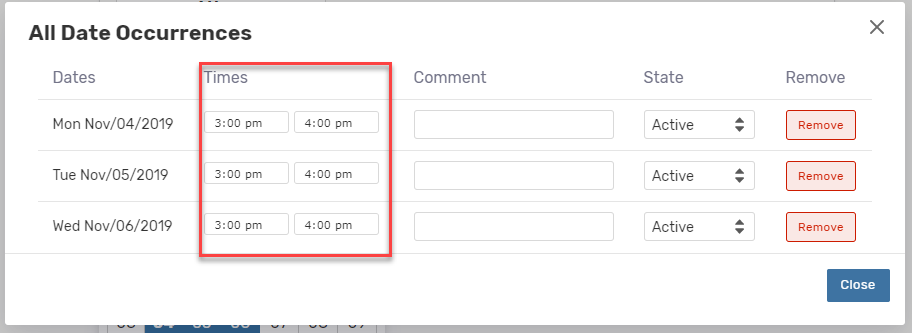 All Date Occurrences
Dates Times Comment State Remove
Mon Nov/04/2019 3:00 pm 4:00 pm Active Remove
Tue Nov/05/2019 3:00 pm 4:00 pm Active Remove
Wed Nov/06/2019 3:00 pm 4:00 pm Active Remove
Close